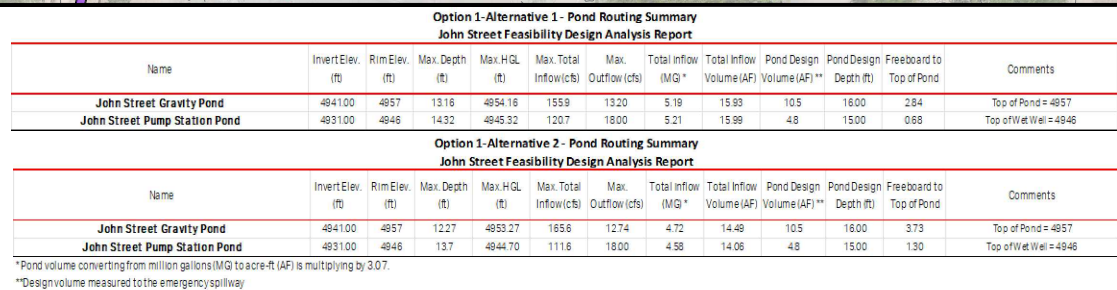 Option 1-Alternative 1 - Pond Routing Summary
John Street Feasibility Design Analysis Report
Name Invert Elev. (ft) Rim Elev. (ft) Max. Depth (ft) Max. HGL (ft) Max. Total Inflow (cfs) Max. Outflow (cfs) Total Inflow (MG) * Total Inflow Volume (AF) Pond Design Volume (AF) ** Pond Design Depth (ft) Freeboard to Top of Pond Comments
John Street Gravity Pond 4941.00 4957 13.16 4954.16 155.9 13.20 5.19 15.93 10.5 16.00 2.84 Top of Pond = 4957
John Street Pump Station Pond 4931.00 4946 14.32 4945.32 120.7 18.00 5.21 15.99 4.8 15.00 0.68 Top of Wet Well = 4946
Option 1-Alternative 2 - Pond Routing Summary
John Street Feasibility Design Analysis Report
Name Invert Elev. (ft) Rim Elev. (ft) Max. Depth (ft) Max. HGL (ft) Max. Total Inflow (cfs) Max. Outflow (cfs) Total Inflow (MG) * Total Inflow Volume (AF) Pond Design Volume (AF) ** Pond Design Depth (ft) Freeboard to Top of Pond Comments
John Street Gravity Pond 4941.00 4957 12.27 4953.27 165.6 12.74 4.72 14.49 10.5 16.00 3.73 Top of Pond = 4957
John Street Pump Station Pond 4931.00 4946 13.7 4944.70 111.6 18.00 4.58 14.06 4.8 15.00 1.30 Top of Wet Well = 4946
*Pond volume converting from million gallons (MG) to acre-ft (AF) is multiplying by 3.07.
**Design volume measured to the emergency spillway